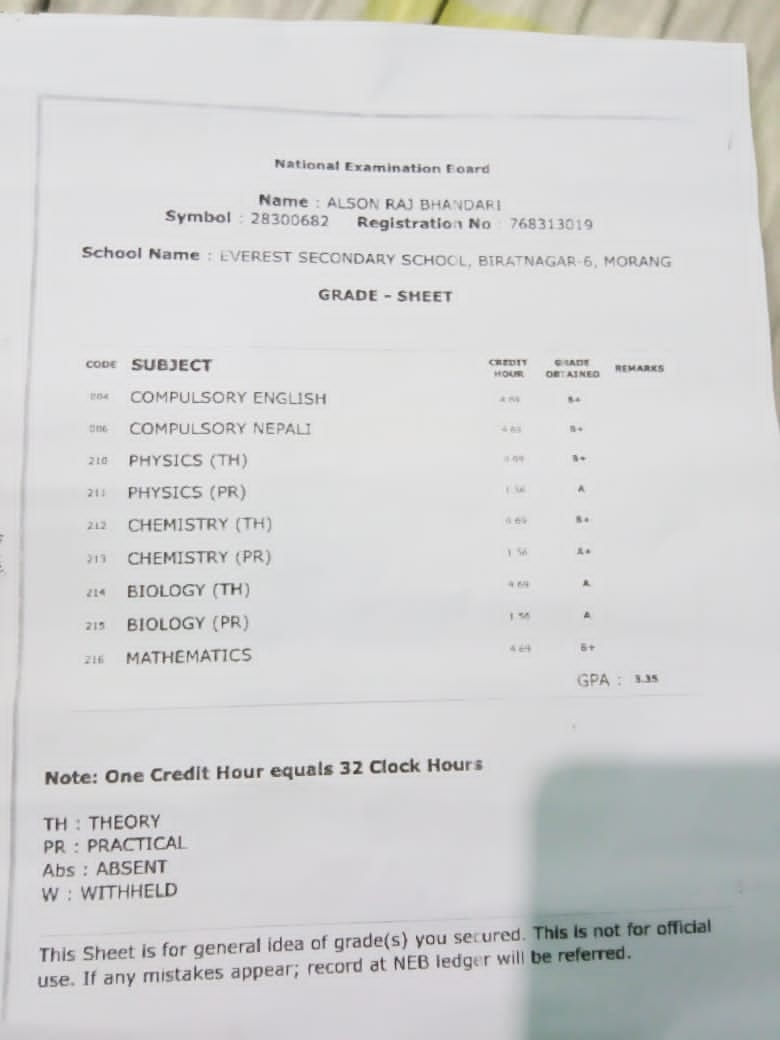 National Examination Board
Name : ALSON RAJ BHANDARI
Symbol : 28300682 Registration No : 768313019
School Name : EVEREST SECONDARY SCHOOL, BIRATNAGAR-6, MORANG
GRADE - SHEET
CODE SUBJECT CREDIT HOUR GRADE OBTAINED REMARKS
004 COMPULSORY ENGLISH 4.69 B+
006 COMPULSORY NEPALI 4.69 B+
210 PHYSICS (TH) 4.69 B+
211 PHYSICS (PR) 1.56 A
212 CHEMISTRY (TH) 4.69 B+
213 CHEMISTRY (PR) 1.56 A+
214 BIOLOGY (TH) 4.69 A
215 BIOLOGY (PR) 1.56 A
216 MATHEMATICS 4.69 B+
GPA : 3.35
Note: One Credit Hour equals 32 Clock Hours
TH : THEORY
PR : PRACTICAL
Abs : ABSENT
W : WITHHELD
This Sheet is for general idea of grade(s) you secured. This is not for official
use. If any mistakes appear; record at NEB ledger will be referred.